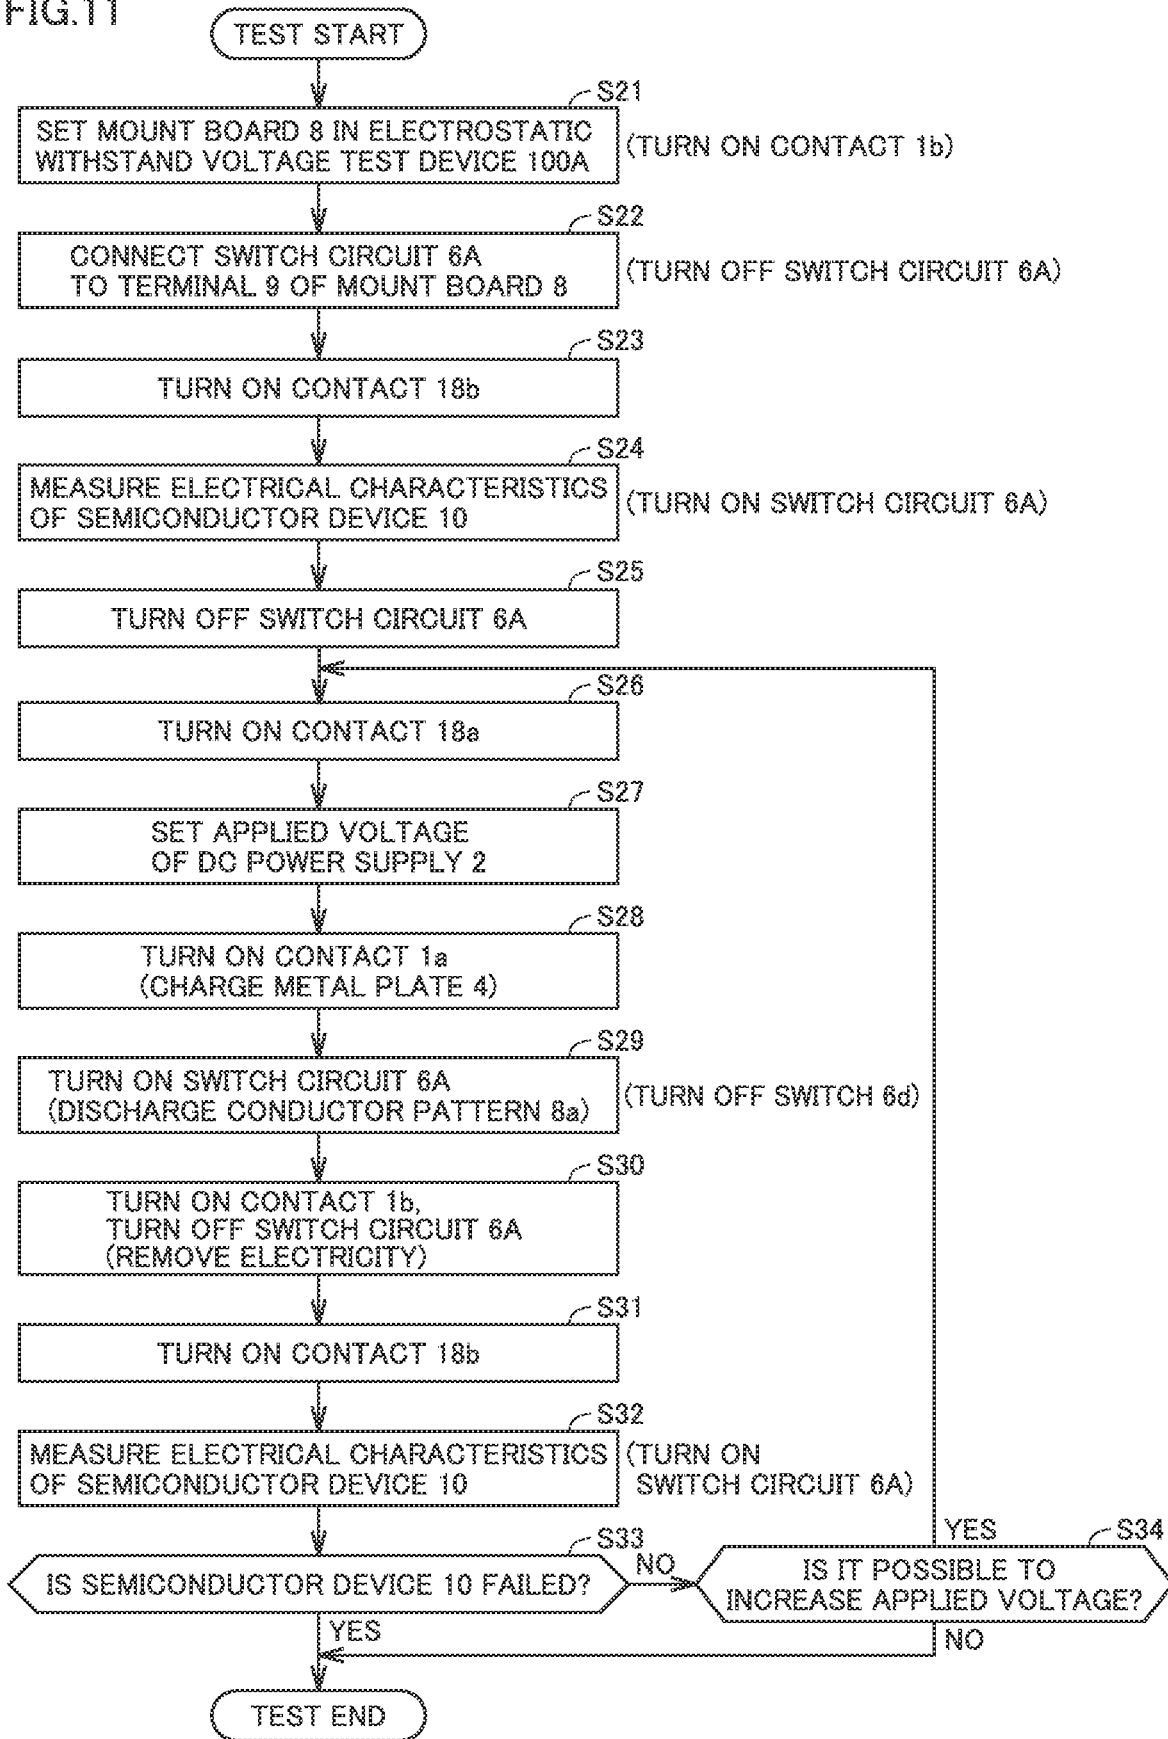 FIG.11
TEST START
S21
SET MOUNT BOARD 8 IN ELECTROSTATIC
WITHSTAND VOLTAGE TEST DEVICE 100A
(TURN ON CONTACT 1b)
S22
CONNECT SWITCH CIRCUIT 6A
TO TERMINAL 9 OF MOUNT BOARD 8
(TURN OFF SWITCH CIRCUIT 6A)
S23
TURN ON CONTACT 18b
S24
MEASURE ELECTRICAL CHARACTERISTICS
OF SEMICONDUCTOR DEVICE 10
(TURN ON SWITCH CIRCUIT 6A)
S25
TURN OFF SWITCH CIRCUIT 6A
S26
TURN ON CONTACT 18a
S27
SET APPLIED VOLTAGE
OF DC POWER SUPPLY 2
S28
TURN ON CONTACT 1a
(CHARGE METAL PLATE 4)
S29
TURN ON SWITCH CIRCUIT 6A
(DISCHARGE CONDUCTOR PATTERN 8a)
(TURN OFF SWITCH 6d)
S30
TURN ON CONTACT 1b,
TURN OFF SWITCH CIRCUIT 6A
(REMOVE ELECTRICITY)
S31
TURN ON CONTACT 18b
S32
MEASURE ELECTRICAL CHARACTERISTICS
OF SEMICONDUCTOR DEVICE 10
(TURN ON
SWITCH CIRCUIT 6A)
S33
IS SEMICONDUCTOR DEVICE 10 FAILED?
NO
YES
S34
IS IT POSSIBLE TO
INCREASE APPLIED VOLTAGE?
YES
NO
TEST END